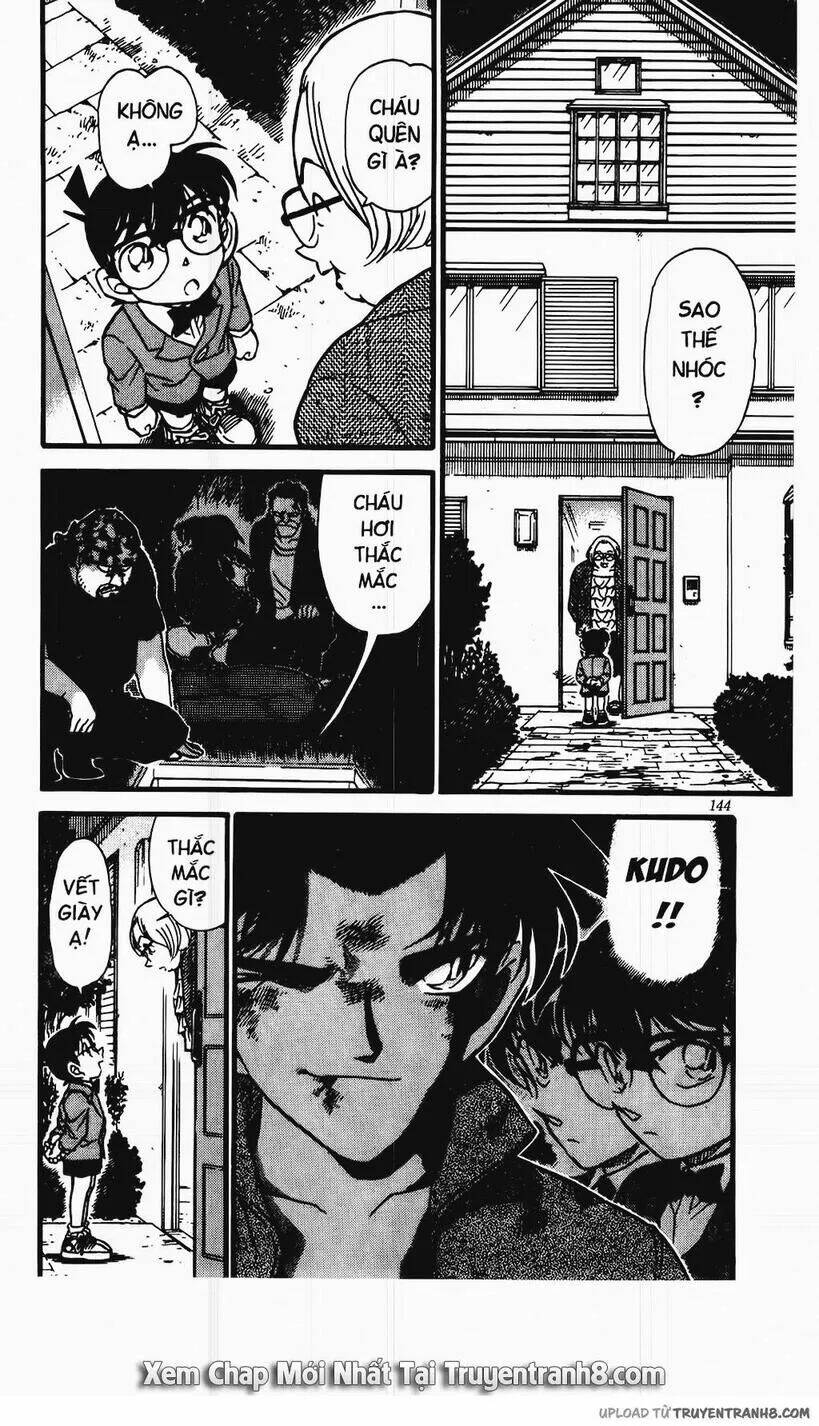 SAO
THẾ
NHÓC
?
CHÁU
QUÊN
GÌ À?
KHÔNG
Ạ...
CHÁU
HƠI
THẮC
MẮC
...
144
KUDO
!!
THẮC
MẮC
GÌ?
VẾT
GIÀY
Ạ!
Xem Chap Mới Nhất Tại Truyentranh8.com
UPLOAD TỪ TRUYENTRANH8.COM